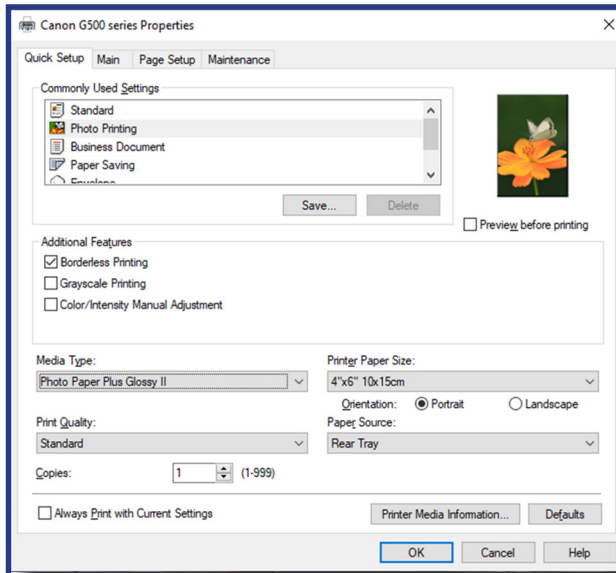 Canon G500 series Properties
Quick Setup Main Page Setup Maintenance
Commonly Used Settings
Standard
Photo Printing
Business Document
Paper Saving
Envelope
Save... Delete
Preview before printing
Additional Features
Borderless Printing
Grayscale Printing
Color/Intensity Manual Adjustment
Media Type: Printer Paper Size:
Photo Paper Plus Glossy II 4"x6" 10x15cm
Orientation: Portrait Landscape
Print Quality: Paper Source:
Standard Rear Tray
Copies: 1 (1-999)
Always Print with Current Settings Printer Media Information... Defaults
OK Cancel Help